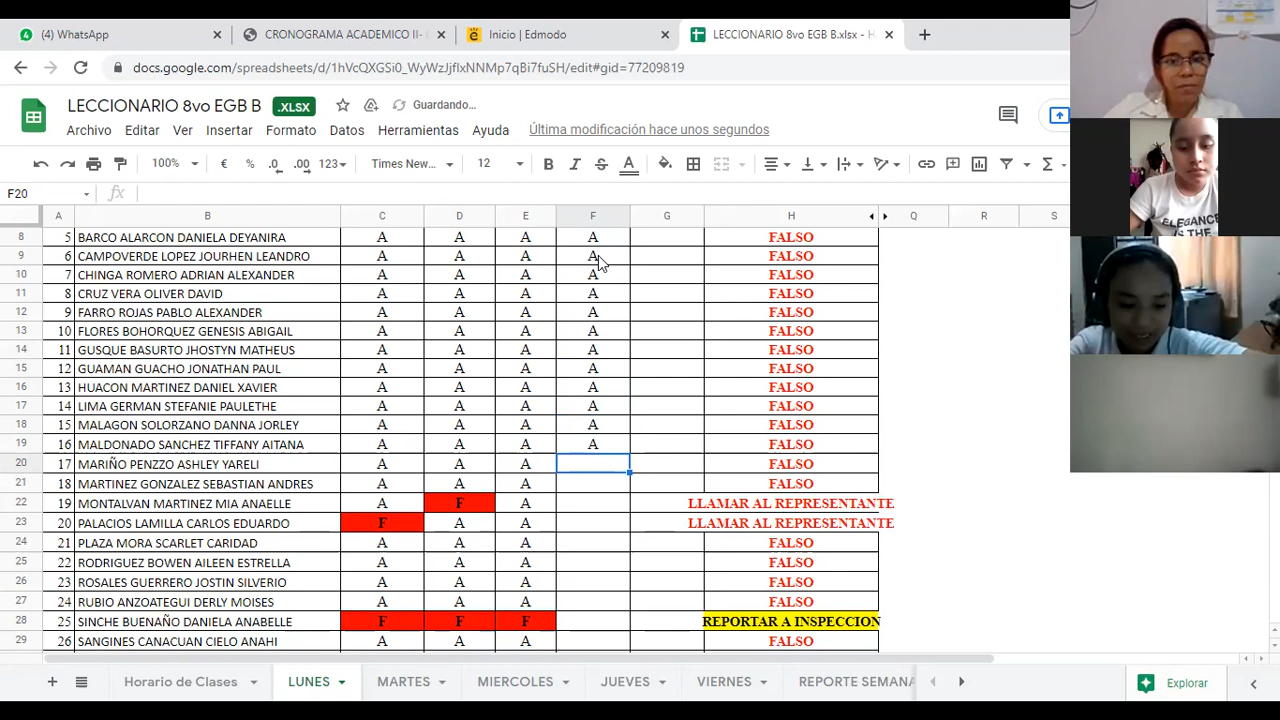 (4) WhatsApp × CRONOGRAMA ACADEMICO II- C × Inicio | Edmodo × LECCIONARIO 8vo EGB B.xlsx - H × +
docs.google.com/spreadsheets/d/1hVcQXGSi0_WyWzJjfIxNNMp7qBi7fuSH/edit#gid=77209819
LECCIONARIO 8vo EGB B .XLSX Guardando...
Archivo Editar Ver Insertar Formato Datos Herramientas Ayuda Última modificación hace unos segundos
100% € % .0 .00 123 Times New... 12 B I S A Σ
F20 fx
A B C D E F G H Q R S
8 5 BARCO ALARCON DANIELA DEYANIRA A A A A FALSO
9 6 CAMPOVERDE LOPEZ JOURHEN LEANDRO A A A A FALSO
10 7 CHINGA ROMERO ADRIAN ALEXANDER A A A A FALSO
11 8 CRUZ VERA OLIVER DAVID A A A A FALSO
12 9 FARRO ROJAS PABLO ALEXANDER A A A A FALSO
13 10 FLORES BOHORQUEZ GENESIS ABIGAIL A A A A FALSO
14 11 GUSQUE BASURTO JHOSTYN MATHEUS A A A A FALSO
15 12 GUAMAN GUACHO JONATHAN PAUL A A A A FALSO
16 13 HUACON MARTINEZ DANIEL XAVIER A A A A FALSO
17 14 LIMA GERMAN STEFANIE PAULETHE A A A A FALSO
18 15 MALAGON SOLORZANO DANNA JORLEY A A A A FALSO
19 16 MALDONADO SANCHEZ TIFFANY AITANA A A A A FALSO
20 17 MARIÑO PENZZO ASHLEY YARELI A A A FALSO
21 18 MARTINEZ GONZALEZ SEBASTIAN ANDRES A A A FALSO
22 19 MONTALVAN MARTINEZ MIA ANAELLE A F A LLAMAR AL REPRESENTANTE
23 20 PALACIOS LAMILLA CARLOS EDUARDO F A A LLAMAR AL REPRESENTANTE
24 21 PLAZA MORA SCARLET CARIDAD A A A FALSO
25 22 RODRIGUEZ BOWEN AILEEN ESTRELLA A A A FALSO
26 23 ROSALES GUERRERO JOSTIN SILVERIO A A A FALSO
27 24 RUBIO ANZOATEGUI DERLY MOISES A A A FALSO
28 25 SINCHE BUENAÑO DANIELA ANABELLE F F F REPORTAR A INSPECCION
29 26 SANGINES CANACUAN CIELO ANAHI A A A FALSO
+ Horario de Clases LUNES MARTES MIERCOLES JUEVES VIERNES REPORTE SEMANA Explorar
ELEGANCE
IS THE